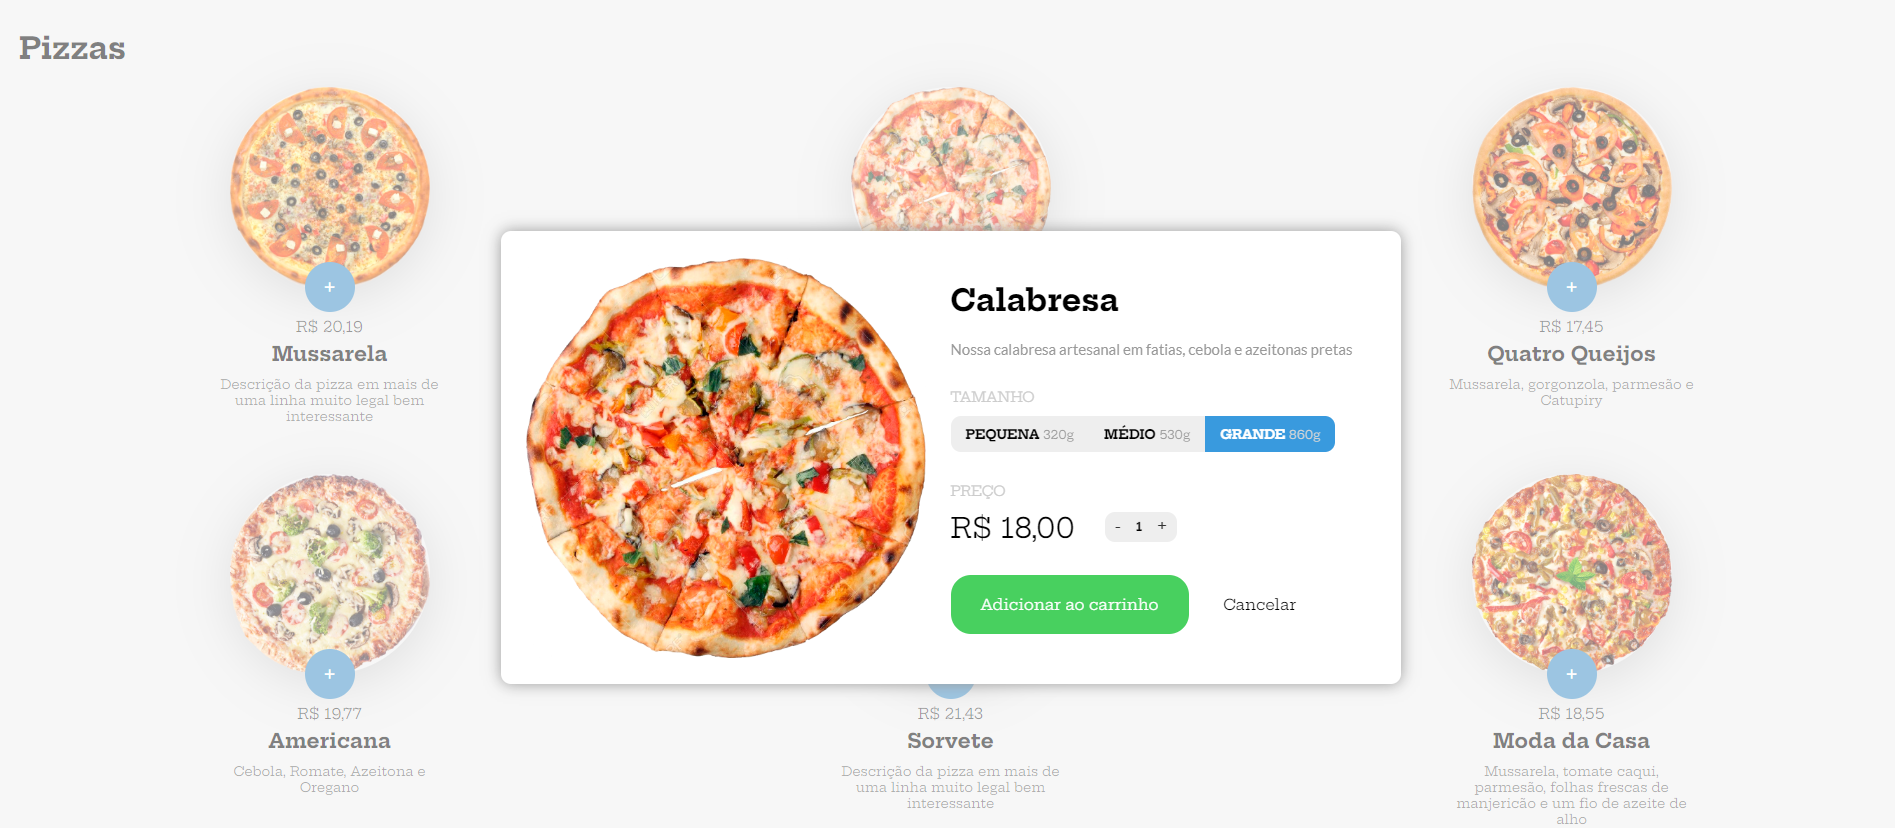 Pizzas
+
R$ 20,19
Mussarela
Descrição da pizza em mais de
uma linha muito legal bem
interessante
+
R$ 17,45
Quatro Queijos
Mussarela, gorgonzola, parmesão e
Catupiry
Calabresa
Nossa calabresa artesanal em fatias, cebola e azeitonas pretas
TAMANHO
PEQUENA 320g MÉDIO 530g GRANDE 860g
PREÇO
R$ 18,00 - 1 +
Adicionar ao carrinho Cancelar
+
R$ 19,77
Americana
Cebola, Romate, Azeitona e
Oregano
R$ 21,43
Sorvete
Descrição da pizza em mais de
uma linha muito legal bem
interessante
+
R$ 18,55
Moda da Casa
Mussarela, tomate caqui,
parmesão, folhas frescas de
manjericão e um fio de azeite de
alho